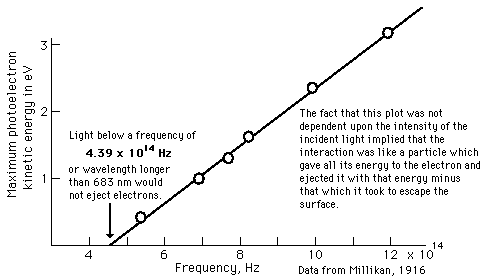 Maximum photoelectron
kinetic energy in eV
3
2
1
Light below a frequency of
4.39 x 10¹⁴ Hz
or wavelength longer
than 683 nm would
not eject electrons.
The fact that this plot was not
dependent upon the intensity of the
incident light implied that the
interaction was like a particle which
gave all its energy to the electron and
ejected it with that energy minus
that which it took to escape the
surface.
4 6 8 10 12 x 10¹⁴
Frequency, Hz
Data from Millikan, 1916